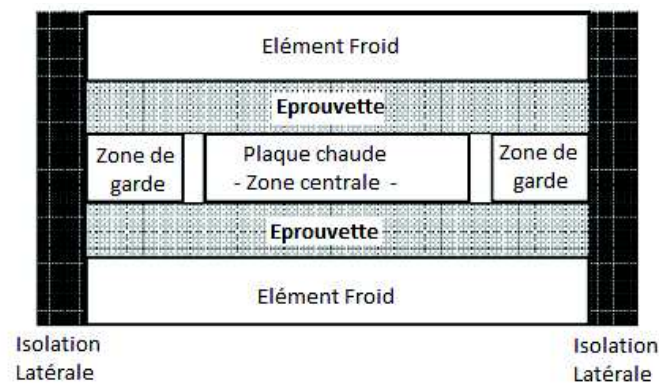 Elément Froid
Eprouvette
Zone de
garde
Plaque chaude
- Zone centrale -
Zone de
garde
Eprouvette
Elément Froid
Isolation
Latérale
Isolation
Latérale